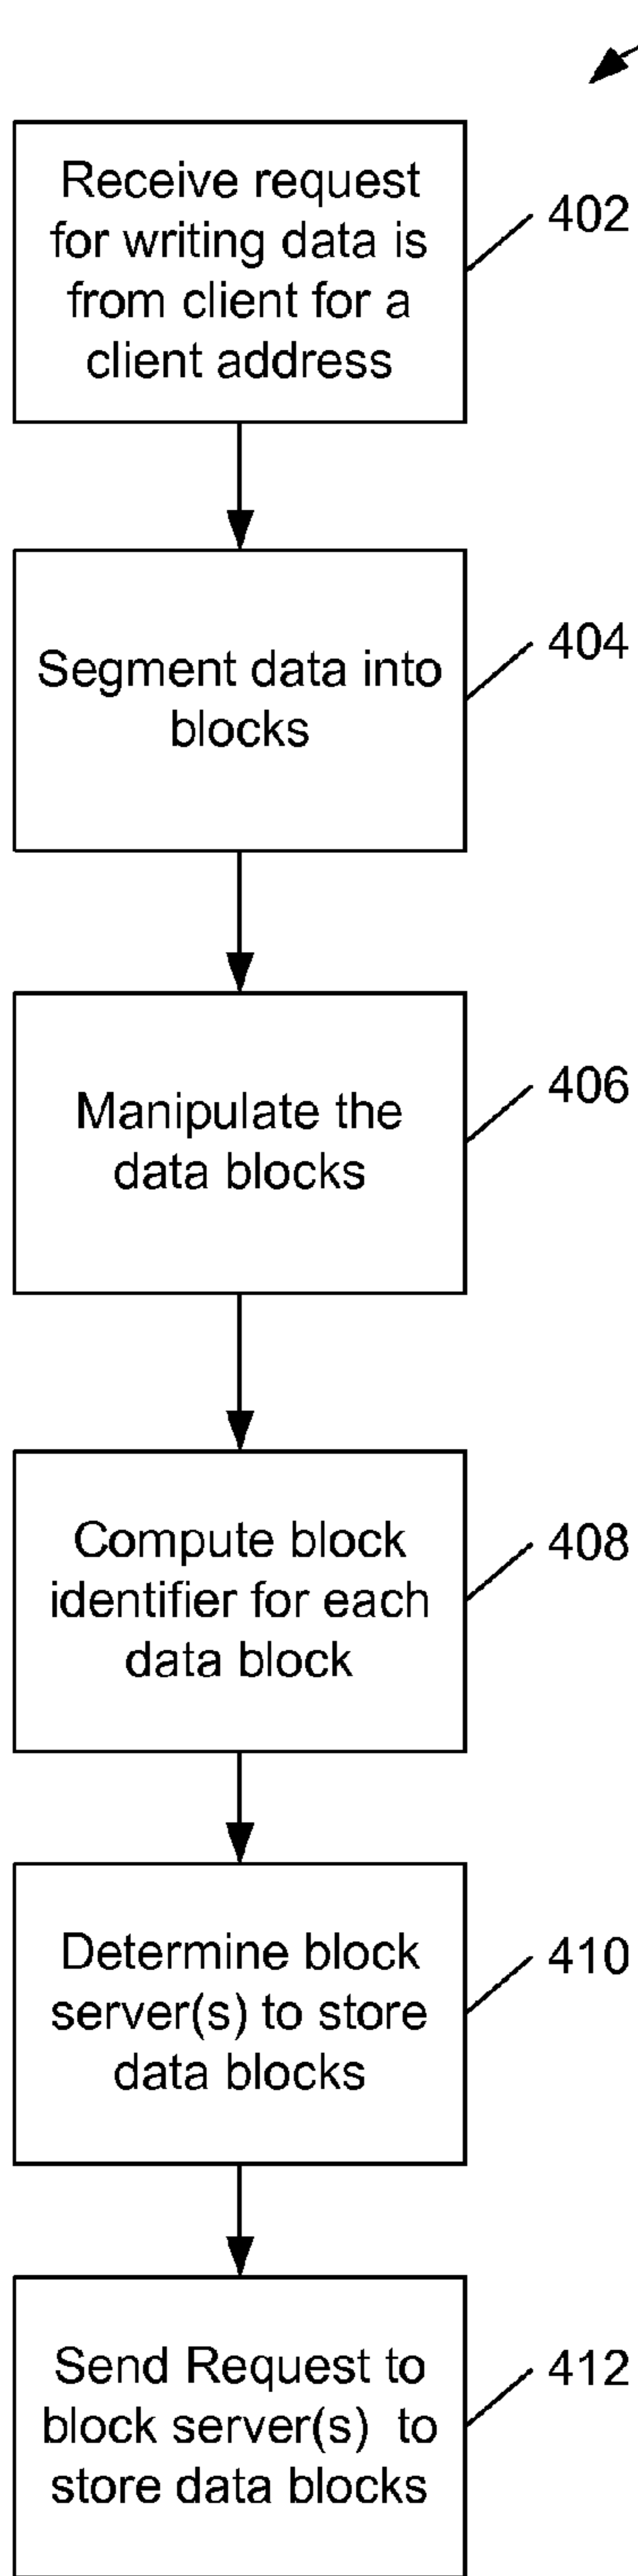 Receive request
for writing data is
from client for a
client address
402
Segment data into
blocks
404
Manipulate the
data blocks
406
Compute block
identifier for each
data block
408
Determine block
server(s) to store
data blocks
410
Send Request to
block server(s)  to
store data blocks
412